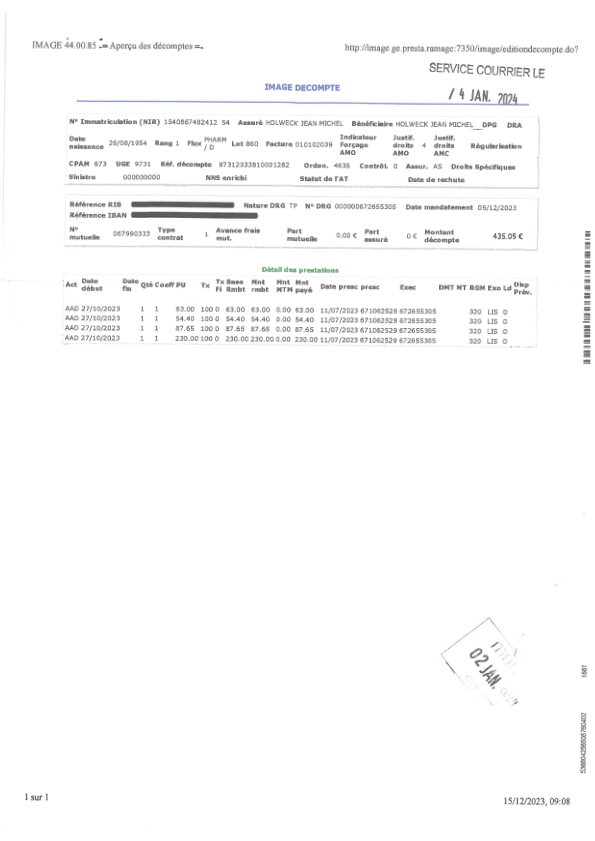 IMAGE 44.00.85 -= Aperçu des décomptes =-
http://image.ge.presta.ramage:7350/image/editiondecompte.do?
SERVICE COURRIER LE
IMAGE DECOMPTE
/ 4 JAN. 2024
N° Immatriculation (NIR) 1540867482412 54 Assuré HOLWECK JEAN MICHEL Bénéficiaire HOLWECK JEAN MICHEL DPG DRA
Date naissance 26/08/1954 Rang 1 Flux PHARM / D Lot 860 Facture 010102039 Indicateur Forçage AMO Justif. droits AMO 4 Justif. droits AMC Régularisation
CPAM 673 UGE 9731 Réf. décompte 97312333810001282 Ordon. 4635 Contrôl. 0 Assur. AS Droits Spécifiques
Sinistre 000000000 NNS enrichi Statut de l'AT Date de rechute
Référence RIB Nature DRG TP N° DRG 000000672655305 Date mandatement 05/12/2023
Référence IBAN
N° mutuelle 067990333 Type contrat 1 Avance frais mut. Part mutuelle 0.00 € Part assuré 0 € Montant décompte 435.05 €
Détail des prestations
Act Date début Date fin Qté Coeff PU Tx Tx Fi Base Rmbt Mnt rmbt Mnt MTM Mnt payé Date presc presc Exec DMT MT RGM Exo Ld Disp Prév.
AAD 27/10/2023 1 1 63.00 100 0 63.00 63.00 0.00 63.00 11/07/2023 671062529 672655305 320 LIS O
AAD 27/10/2023 1 1 54.40 100 0 54.40 54.40 0.00 54.40 11/07/2023 671062529 672655305 320 LIS O
AAD 27/10/2023 1 1 87.65 100 0 87.65 87.65 0.00 87.65 11/07/2023 671062529 672655305 320 LIS O
AAD 27/10/2023 1 1 230.00 100 0 230.00 230.00 0.00 230.00 11/07/2023 671062529 672655305 320 LIS O
02 JAN.
1661
1 sur 1
15/12/2023, 09:08